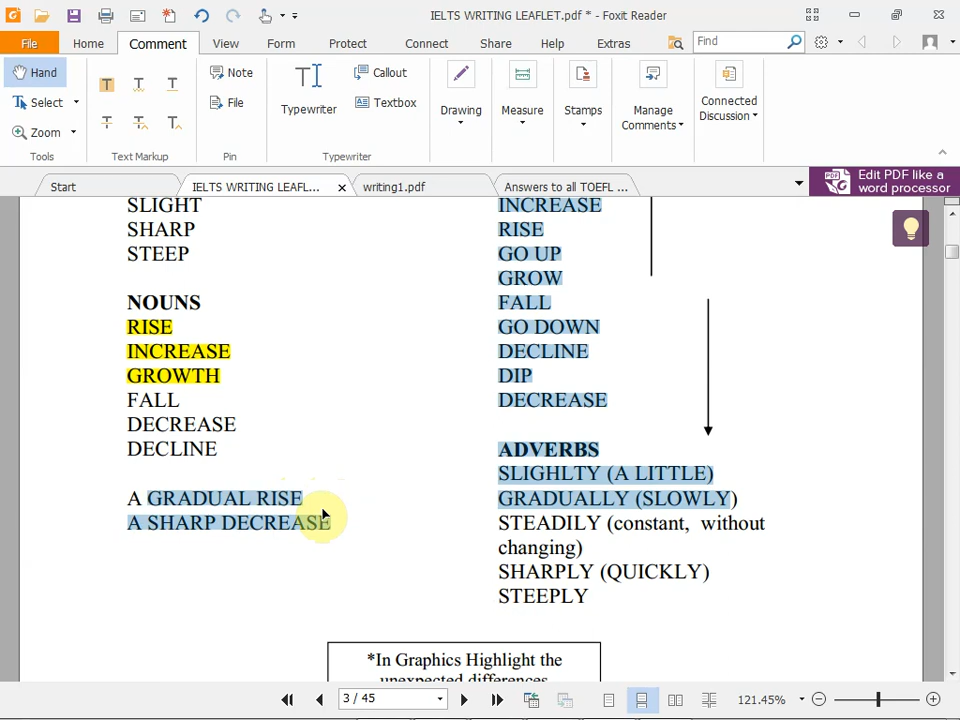 IELTS WRITING LEAFLET.pdf * - Foxit Reader
File
Home
Comment
View
Form
Protect
Connect
Share
Help
Extras
Find
Hand
Select
Zoom
Tools
Text Markup
Note
File
Pin
Typewriter
Callout
Textbox
Typewriter
Drawing
Measure
Stamps
Manage
Comments
Connected
Discussion
Start
IELTS WRITING LEAFL...
writing1.pdf
Answers to all TOEFL ...
Edit PDF like a
word processor
SLIGHT
SHARP
STEEP
NOUNS
RISE
INCREASE
GROWTH
FALL
DECREASE
DECLINE
A GRADUAL RISE
A SHARP DECREASE
INCREASE
RISE
GO UP
GROW
FALL
GO DOWN
DECLINE
DIP
DECREASE
ADVERBS
SLIGHLTY (A LITTLE)
GRADUALLY (SLOWLY)
STEADILY (constant, without
changing)
SHARPLY (QUICKLY)
STEEPLY
*In Graphics Highlight the
unexpected differences
3 / 45
121.45%